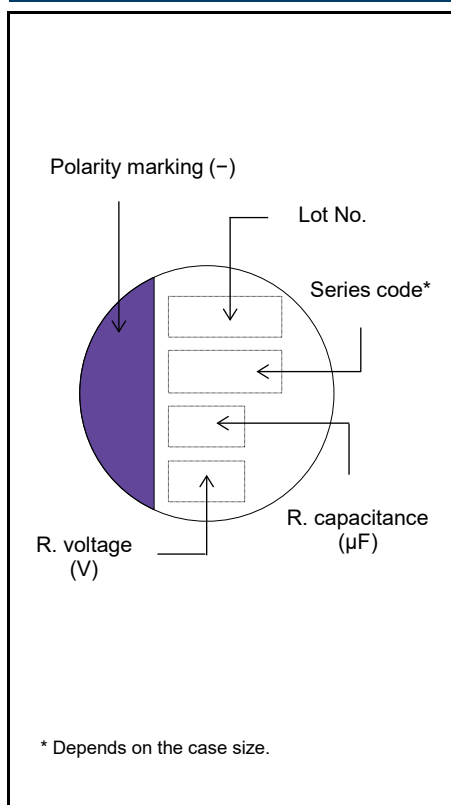 Polarity marking (−)
Lot No.
Series code*
R. capacitance
(µF)
R. voltage
(V)
* Depends on the case size.